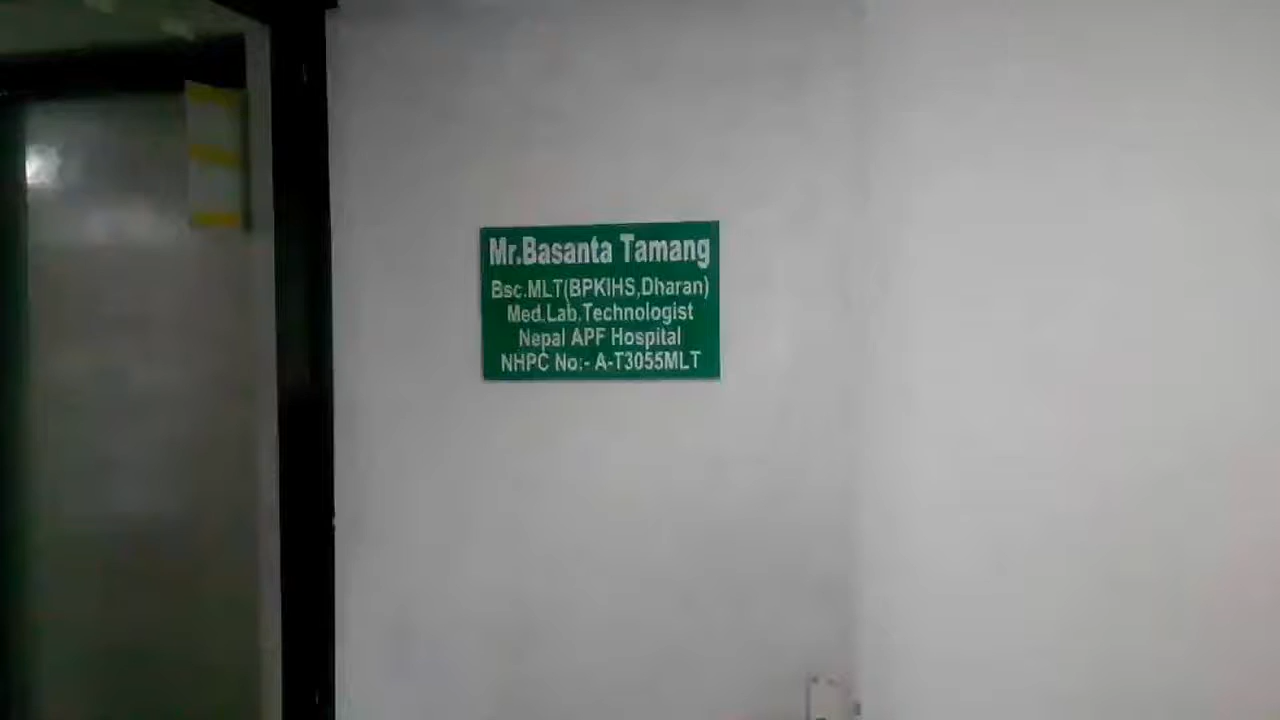 Mr.Basanta Tamang
Bsc.MLT(BPKIHS,Dharan)
Med.Lab.Technologist
Nepal APF Hospital
NHPC No:- A-T3055MLT